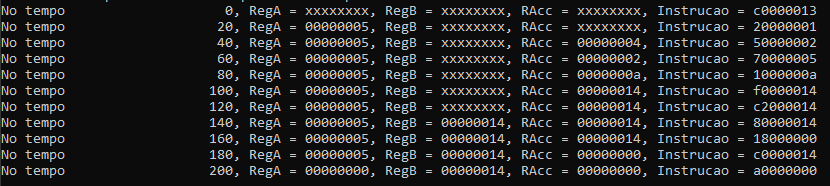 No tempo 0, RegA = xxxxxxxx, RegB = xxxxxxxx, RAcc = xxxxxxxx, Instrucao = c0000013
No tempo 20, RegA = 00000005, RegB = xxxxxxxx, RAcc = xxxxxxxx, Instrucao = 20000001
No tempo 40, RegA = 00000005, RegB = xxxxxxxx, RAcc = 00000004, Instrucao = 50000002
No tempo 60, RegA = 00000005, RegB = xxxxxxxx, RAcc = 00000002, Instrucao = 70000005
No tempo 80, RegA = 00000005, RegB = xxxxxxxx, RAcc = 0000000a, Instrucao = 1000000a
No tempo 100, RegA = 00000005, RegB = xxxxxxxx, RAcc = 00000014, Instrucao = f0000014
No tempo 120, RegA = 00000005, RegB = xxxxxxxx, RAcc = 00000014, Instrucao = c2000014
No tempo 140, RegA = 00000005, RegB = 00000014, RAcc = 00000014, Instrucao = 80000014
No tempo 160, RegA = 00000005, RegB = 00000014, RAcc = 00000014, Instrucao = 18000000
No tempo 180, RegA = 00000005, RegB = 00000014, RAcc = 00000000, Instrucao = c0000014
No tempo 200, RegA = 00000000, RegB = 00000014, RAcc = 00000000, Instrucao = a0000000